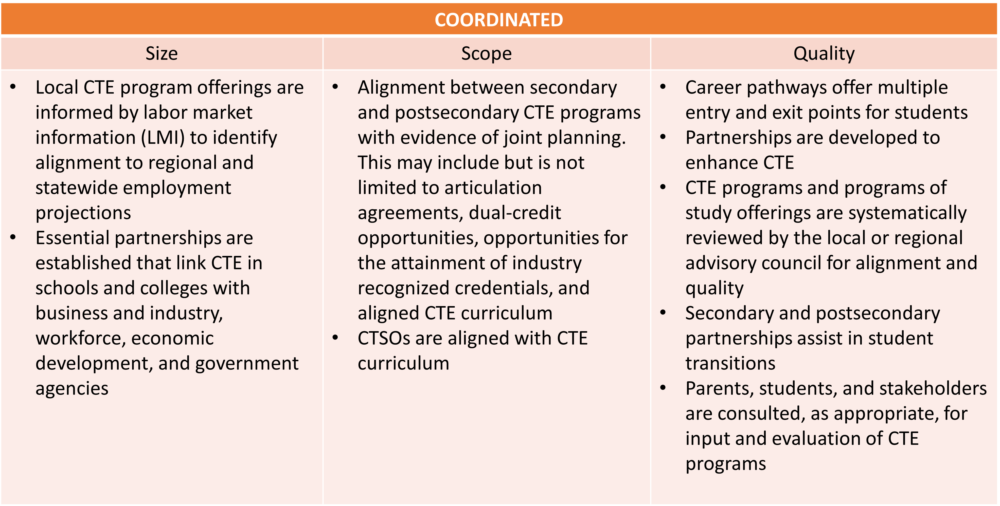 COORDINATED
Size
Scope
Quality
• Local CTE program offerings are
informed by labor market
information (LMI) to identify
alignment to regional and
statewide employment
projections
• Essential partnerships are
established that link CTE in
schools and colleges with
business and industry,
workforce, economic
development, and government
agencies
• Alignment between secondary
and postsecondary CTE programs
with evidence of joint planning.
This may include but is not
limited to articulation
agreements, dual-credit
opportunities, opportunities for
the attainment of industry
recognized credentials, and
aligned CTE curriculum
• CTSOs are aligned with CTE
curriculum
• Career pathways offer multiple
entry and exit points for students
• Partnerships are developed to
enhance CTE
• CTE programs and programs of
study offerings are systematically
reviewed by the local or regional
advisory council for alignment and
quality
• Secondary and postsecondary
partnerships assist in student
transitions
• Parents, students, and stakeholders
are consulted, as appropriate, for
input and evaluation of CTE
programs